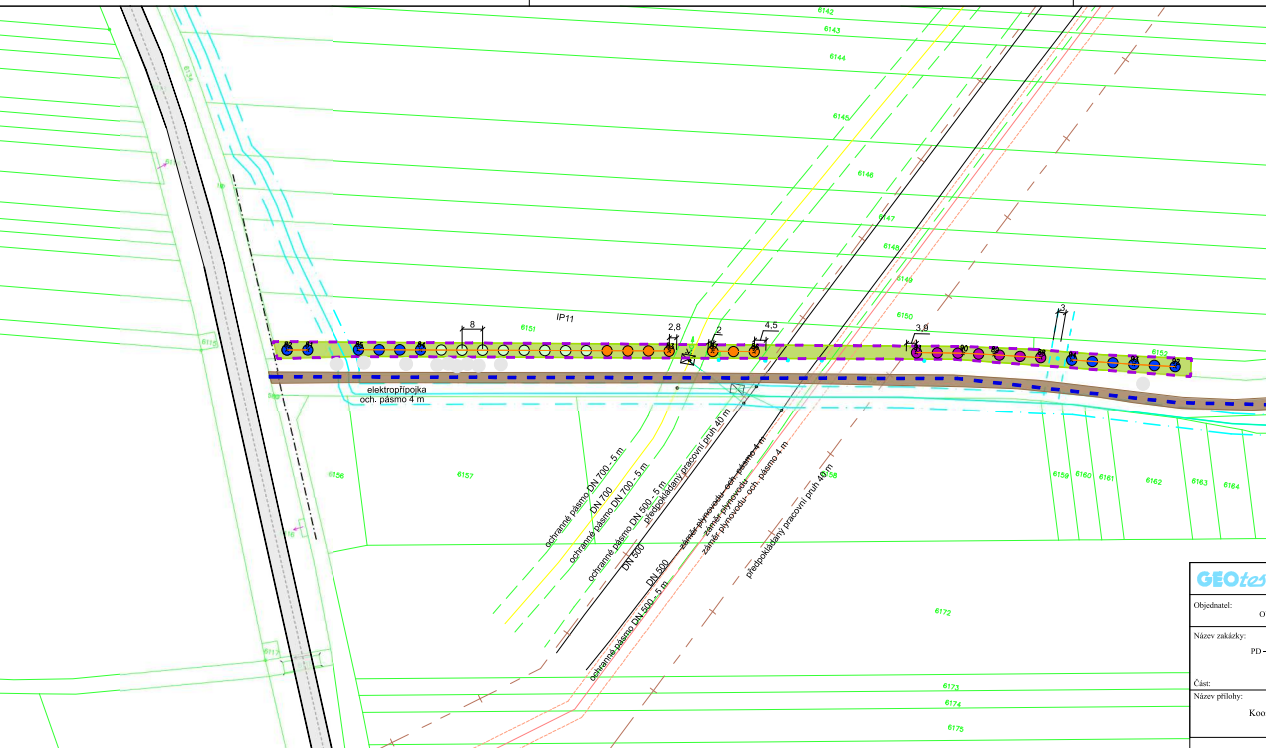 6142
6143
6144
6134
6145
6146
6147
6148
6149
6150
IP11
8
6151
2,8
2
4,5
3,9
3
6152
6115
elektropřípojka
och. pásmo 4 m
6156
6157
6158
6159
6160
6161
6162
6163
6164
ochranné pásmo DN 700 - 5 m
DN 700
ochranné pásmo DN 700 - 5 m
ochranné pásmo DN 500 - 5 m
předpokládaný pracovní pruh 40 m
DN 500
DN 500
ochranné pásmo DN 500 - 5 m
záměr plynovodu- och. pásmo 4 m
záměr plynovodu
záměr plynovodu- och. pásmo 4 m
předpokládaný pracovní pruh 40 m
6117
6172
6173
6174
6175
GEOtes
Objednatel:
O
Název zakázky:
PD -
Část:
Název přílohy:
Koo